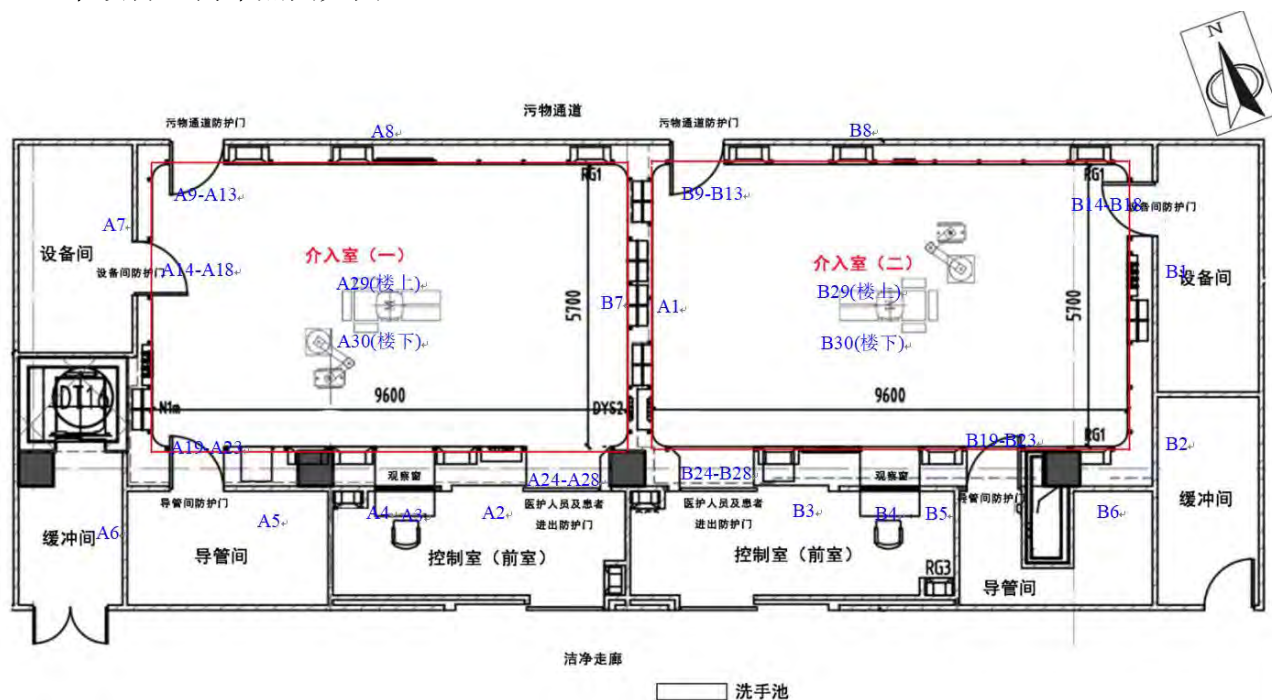 N
污物通道
污物通道防护门
A8
污物通道防护门
B8
RG1
RG1
A9-A13
B9-B13
B14-B18
设备间防护门
A7
设备间
设备间防护门
A14-A18
介入室（一）
A29(楼上)
A30(楼下)
5700
B7
A1
介入室（二）
B29(楼上)
B30(楼下)
5700
B1
设备间
DT16
N1m
9600
DYS2
9600
RG1
A19-A23
观察窗
A24-A28
B24-B28
观察窗
B19-B23
B2
导管间防护门
A5
A4
A3
A2
医护人员及患者
进出防护门
医护人员及患者
进出防护门
B3
B4
B5
导管间防护门
B6
缓冲间
A6
缓冲间
导管间
控制室（前室）
控制室（前室）
RG3
导管间
洁净走廊
洗手池